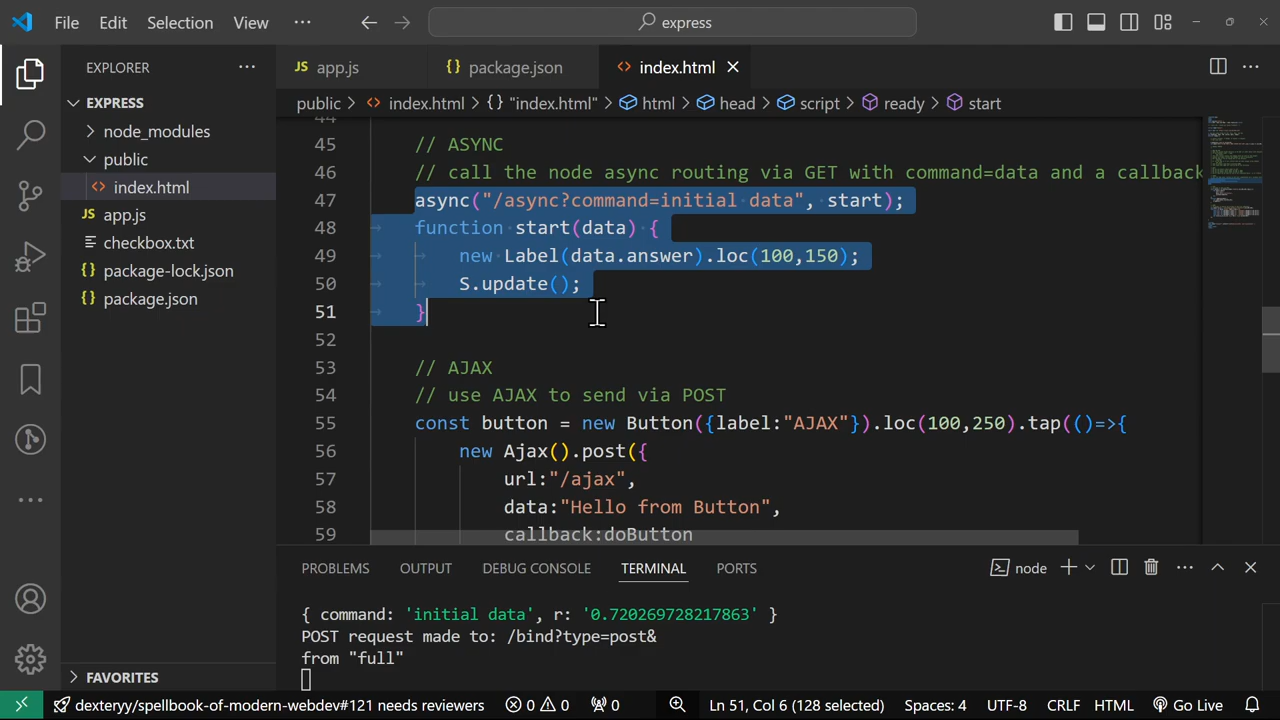 File Edit Selection View ··· express
EXPLORER ···
EXPRESS
node_modules
public
<> index.html
JS app.js
checkbox.txt
{} package-lock.json
{} package.json
FAVORITES
JS app.js {} package.json <> index.html
public > <> index.html > {} "index.html" > html > head > script > ready > start
44
45 // ASYNC
46 // call the node async routing via GET with command=data and a callback
47 async("/async?command=initial data", start);
48 function start(data) {
49 new Label(data.answer).loc(100,150);
50 S.update();
51 }
52
53 // AJAX
54 // use AJAX to send via POST
55 const button = new Button({label:"AJAX"}).loc(100,250).tap(()=>{
56 new Ajax().post({
57 url:"/ajax",
58 data:"Hello from Button",
59 callback:doButton
PROBLEMS OUTPUT DEBUG CONSOLE TERMINAL PORTS node
{ command: 'initial data', r: '0.720269728217863' }
POST request made to: /bind?type=post&
from "full"
dexteryy/spellbook-of-modern-webdev#121 needs reviewers 0 0 0 Ln 51, Col 6 (128 selected) Spaces: 4 UTF-8 CRLF HTML Go Live